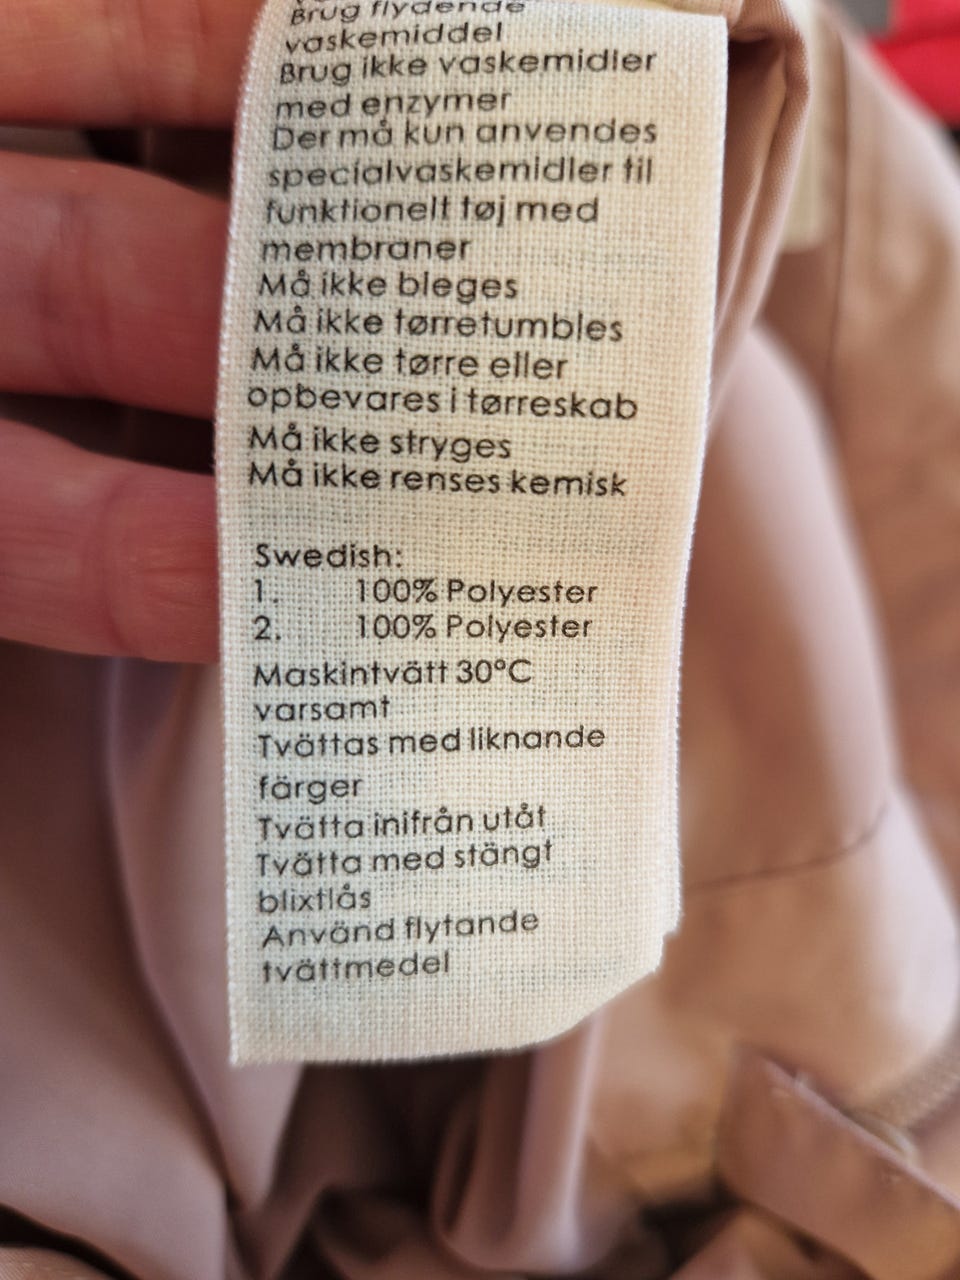 Brug flydende
vaskemiddel
Brug ikke vaskemidler
med enzymer
Der må kun anvendes
specialvaskemidler til
funktionelt tøj med
membraner
Må ikke bleges
Må ikke tørretumbles
Må ikke tørre eller
opbevares i tørreskab
Må ikke stryges
Må ikke renses kemisk
Swedish:
1. 100% Polyester
2. 100% Polyester
Maskintvätt 30°C
varsamt
Tvättas med liknande
färger
Tvätta inifrån utåt
Tvätta med stängt
blixtlås
Använd flytande
tvättmedel